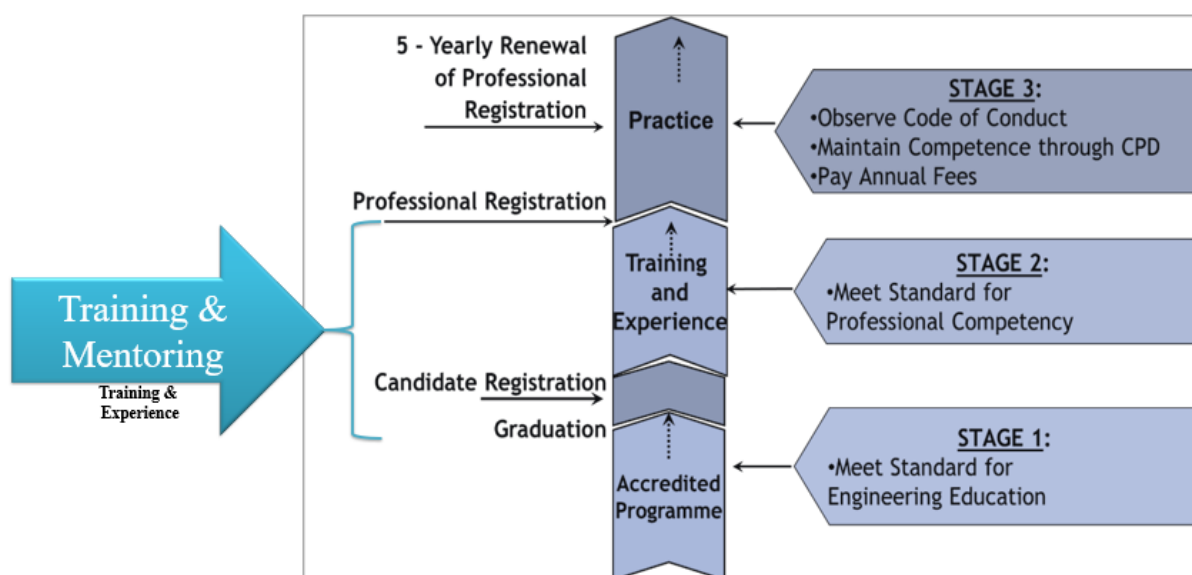 5 - Yearly Renewal
of Professional
Registration
Practice
STAGE 3:
•Observe Code of Conduct
•Maintain Competence through CPD
•Pay Annual Fees
Professional Registration
Training
and
Experience
STAGE 2:
•Meet Standard for
Professional Competency
Training &
Mentoring
Training &
Experience
Candidate Registration
Graduation
Accredited
Programme
STAGE 1:
•Meet Standard for
Engineering Education